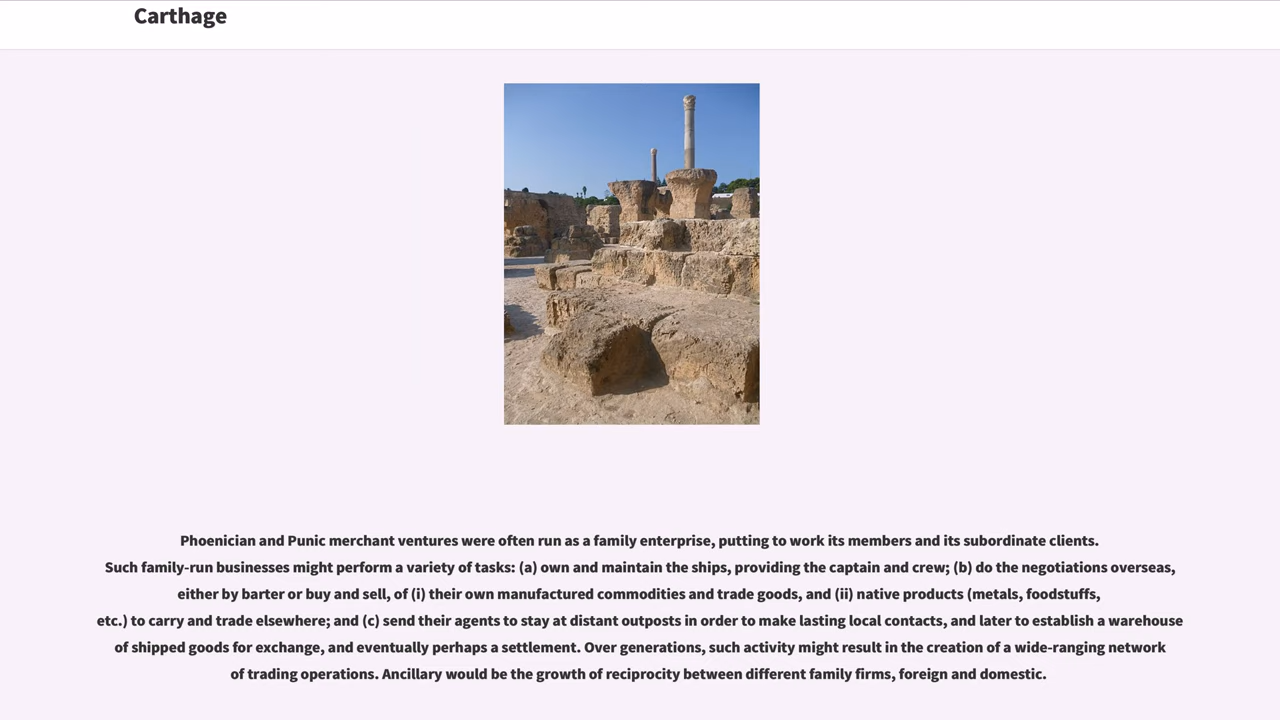 Carthage
Phoenician and Punic merchant ventures were often run as a family enterprise, putting to work its members and its subordinate clients.
Such family-run businesses might perform a variety of tasks: (a) own and maintain the ships, providing the captain and crew; (b) do the negotiations overseas,
either by barter or buy and sell, of (i) their own manufactured commodities and trade goods, and (ii) native products (metals, foodstuffs,
etc.) to carry and trade elsewhere; and (c) send their agents to stay at distant outposts in order to make lasting local contacts, and later to establish a warehouse
of shipped goods for exchange, and eventually perhaps a settlement. Over generations, such activity might result in the creation of a wide-ranging network
of trading operations. Ancillary would be the growth of reciprocity between different family firms, foreign and domestic.